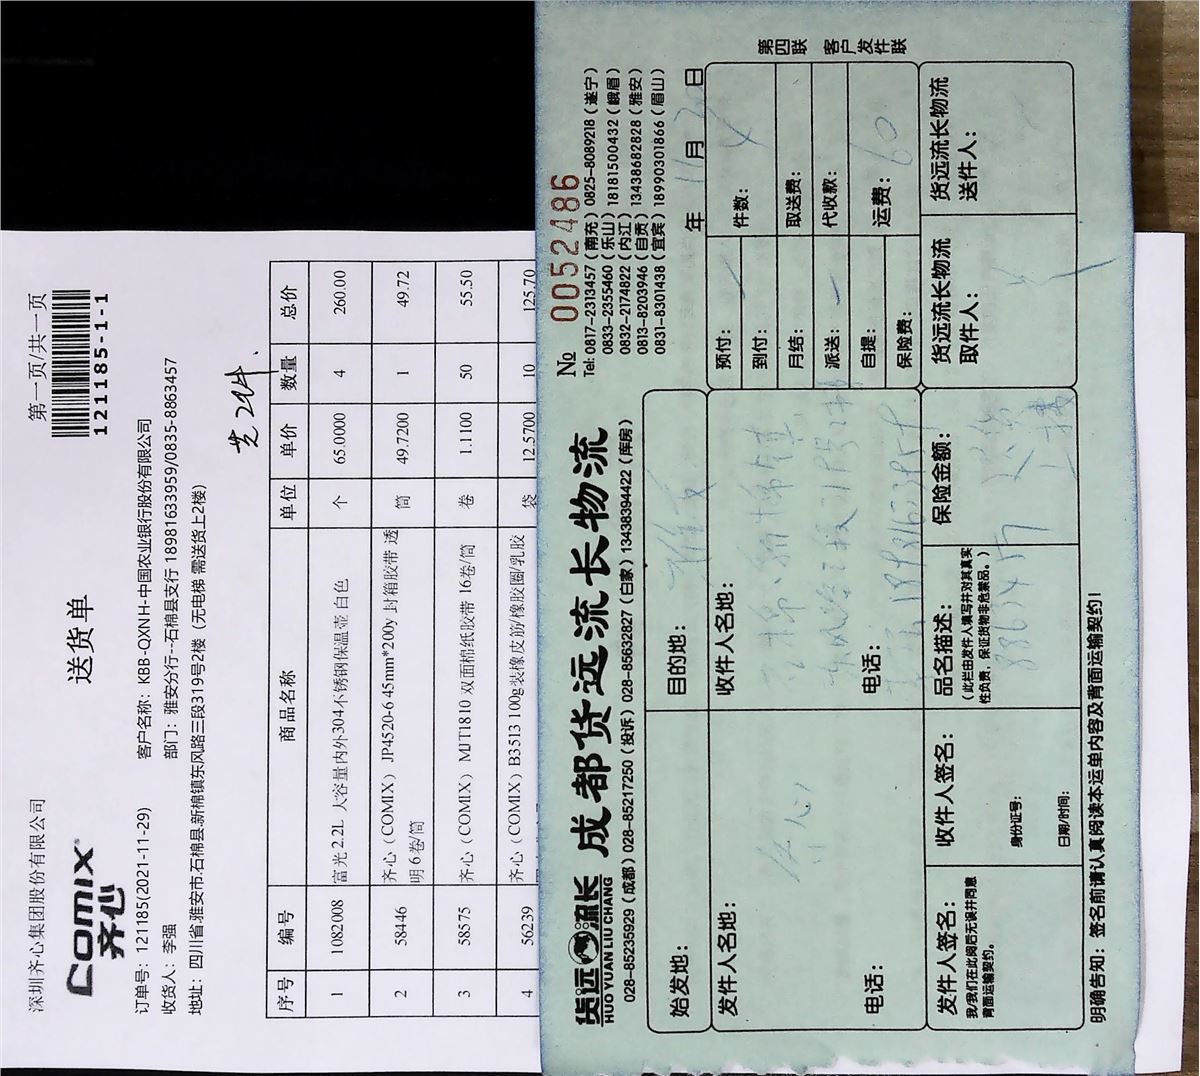 深圳齐心集团股份有限公司
第一页/共一页
comix
齐心
送货单
121185-1-1
订单号：121185(2021-11-29)
客户名称：KBB-QXNH-中国农业银行股份有限公司
收货人：李强
部门：雅安分行--石棉县支行 18981633959/0835-8863457
地址：四川省.雅安市.石棉县.新棉镇东风路三段319号2楼（无电梯 需送货上2楼）
序号 编号 商品名称 单位 单价 数量 总价
1 1082008 富光 2.2L 大容量内外304不锈钢保温壶 白色 个 65.0000 4 260.00
2 58446 齐心（COMIX）JP4520-6 45mm*200y 封箱胶带 透明 6卷/筒 筒 49.7200 1 49.72
3 58575 齐心（COMIX）MJT1810 双面棉纸胶带 16卷/筒 卷 1.1100 50 55.50
4 56239 齐心（COMIX）B3513 100g装橡皮筋/橡胶圈/乳胶 袋 12.5700 10 125.70
第四联 客户发件联
货远流长
HUO YUAN LIU CHANG
成都货远流长物流
№ 0052486
Tel: 0817-2313457（南充）0825-8089218（遂宁）
0833-2355460（乐山）18181500432（峨眉）
0832-2174822（内江）13438682828（雅安）
0813-8203946（自贡）
0831-8301438（宜宾）18990301866（眉山）
028-85235929（成都）028-85217250（投诉）028-85632827（白家）13438394422（库房）
年 11月 日
始发地：
目的地：雅安
发件人名地：
齐心
电话：
收件人名地：
电话：
预付：
到付：
月结：
派送：
自提：
保险费：
件数：4
取送费：
代收款：
运费：60
发件人签名：
我/我们在此阅后无误并同意
背面运输契约。
收件人签名：
身份证号：
日期/时间：
品名描述：
（此栏由发件人填写并对其真实
性负责，保证货物非危禁品。）
保险金额：
货远流长物流
取件人：
货远流长物流
送件人：
明确告知：签名前请认真阅读本运单内容及背面运输契约！